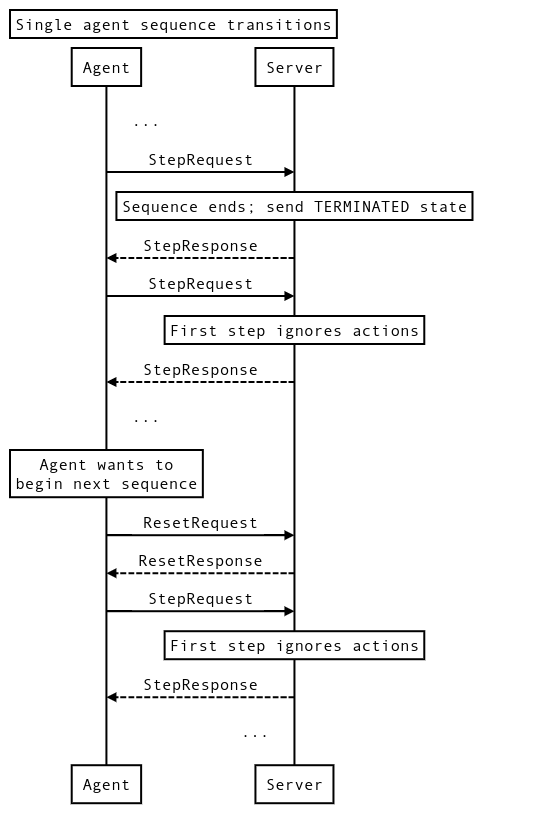 Single agent sequence transitions
Agent
Server
...
StepRequest
Sequence ends; send TERMINATED state
StepResponse
StepRequest
First step ignores actions
StepResponse
...
Agent wants to
begin next sequence
ResetRequest
ResetResponse
StepRequest
First step ignores actions
StepResponse
...
Agent
Server